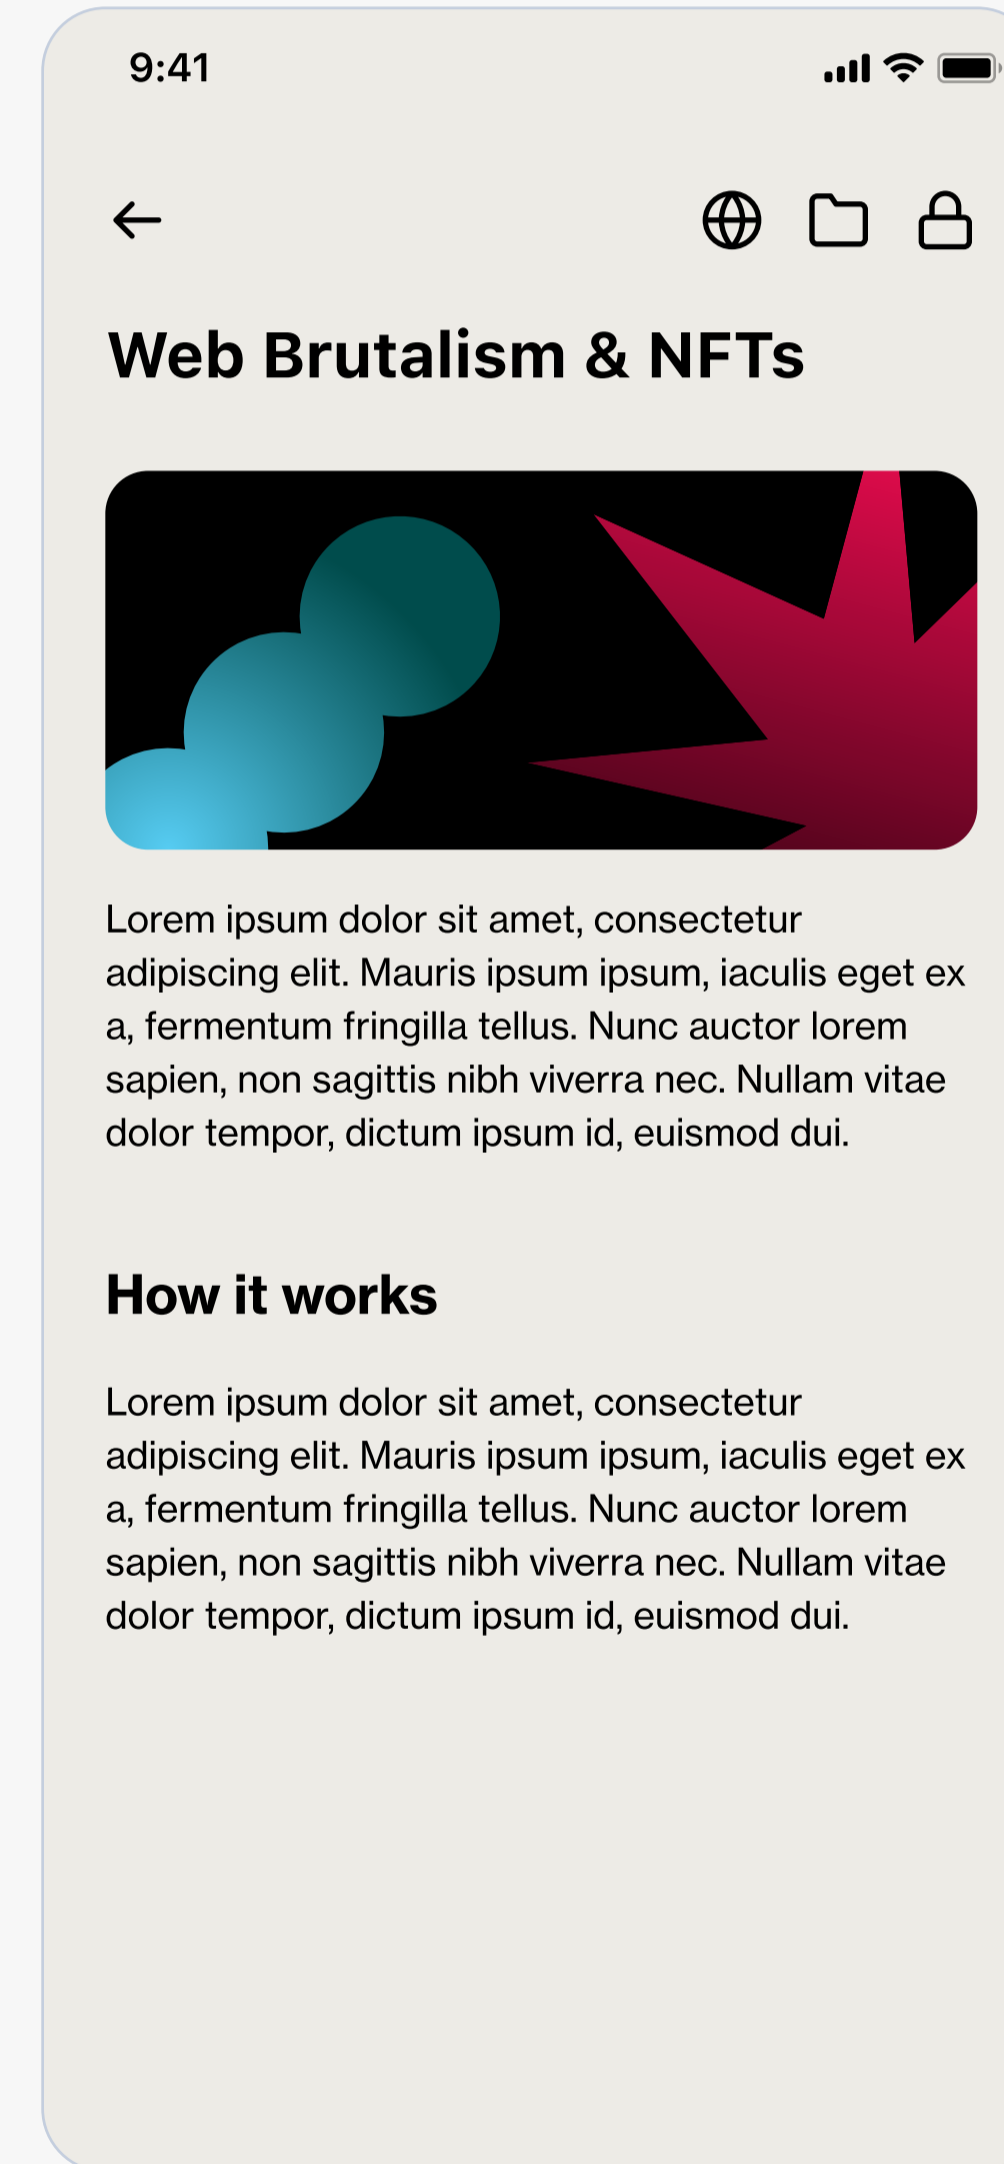 9:41
Web Brutalism & NFTs
Lorem ipsum dolor sit amet, consectetur
adipiscing elit. Mauris ipsum ipsum, iaculis eget ex
a, fermentum fringilla tellus. Nunc auctor lorem
sapien, non sagittis nibh viverra nec. Nullam vitae
dolor tempor, dictum ipsum id, euismod dui.
How it works
Lorem ipsum dolor sit amet, consectetur
adipiscing elit. Mauris ipsum ipsum, iaculis eget ex
a, fermentum fringilla tellus. Nunc auctor lorem
sapien, non sagittis nibh viverra nec. Nullam vitae
dolor tempor, dictum ipsum id, euismod dui.